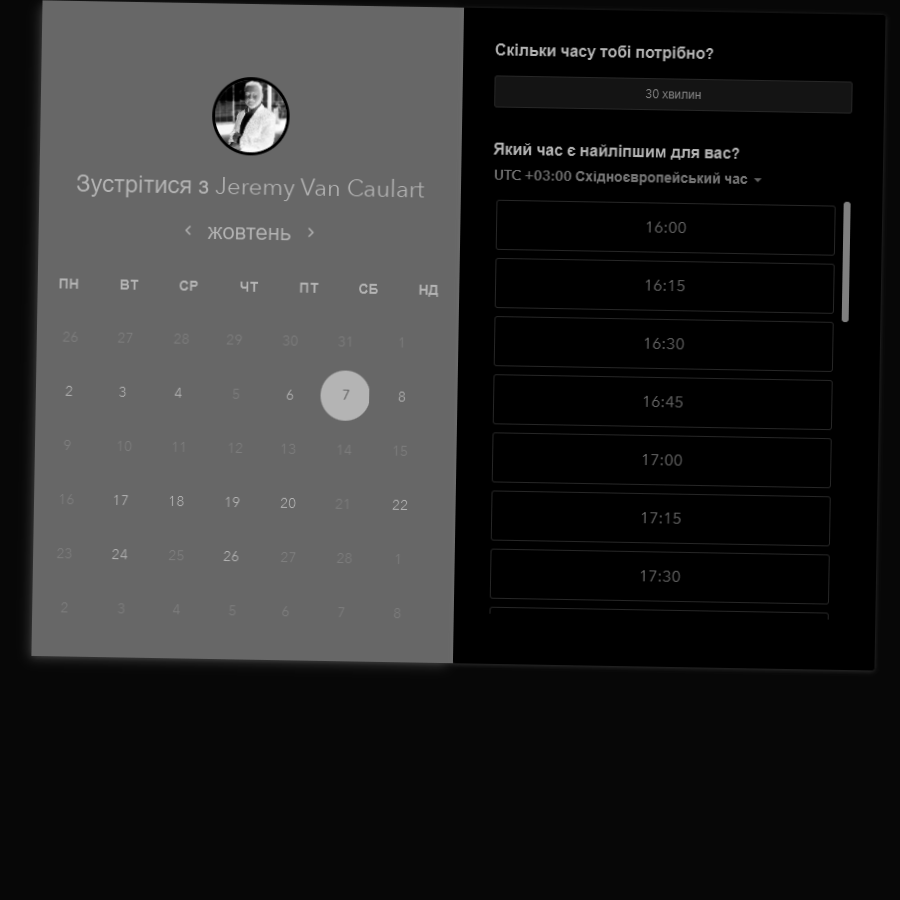 Зустрітися з Jeremy Van Caulart
жовтень
ПН ВТ СР ЧТ ПТ СБ НД
26 27 28 29 30 31 1
2 3 4 5 6 7 8
9 10 11 12 13 14 15
16 17 18 19 20 21 22
23 24 25 26 27 28 1
2 3 4 5 6 7 8
Скільки часу тобі потрібно?
30 хвилин
Який час є найліпшим для вас?
UTC +03:00 Східноєвропейський час
16:00
16:15
16:30
16:45
17:00
17:15
17:30